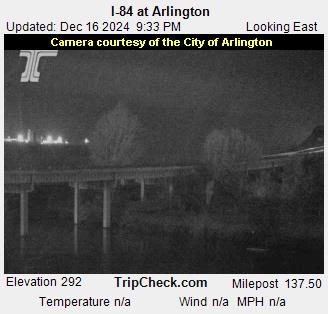 I-84 at Arlington
Updated: Dec 16 2024 9:33 PM Looking East
Camera courtesy of the City of Arlington
Elevation 292 TripCheck.com Milepost 137.50
Temperature n/a Wind n/a MPH n/a